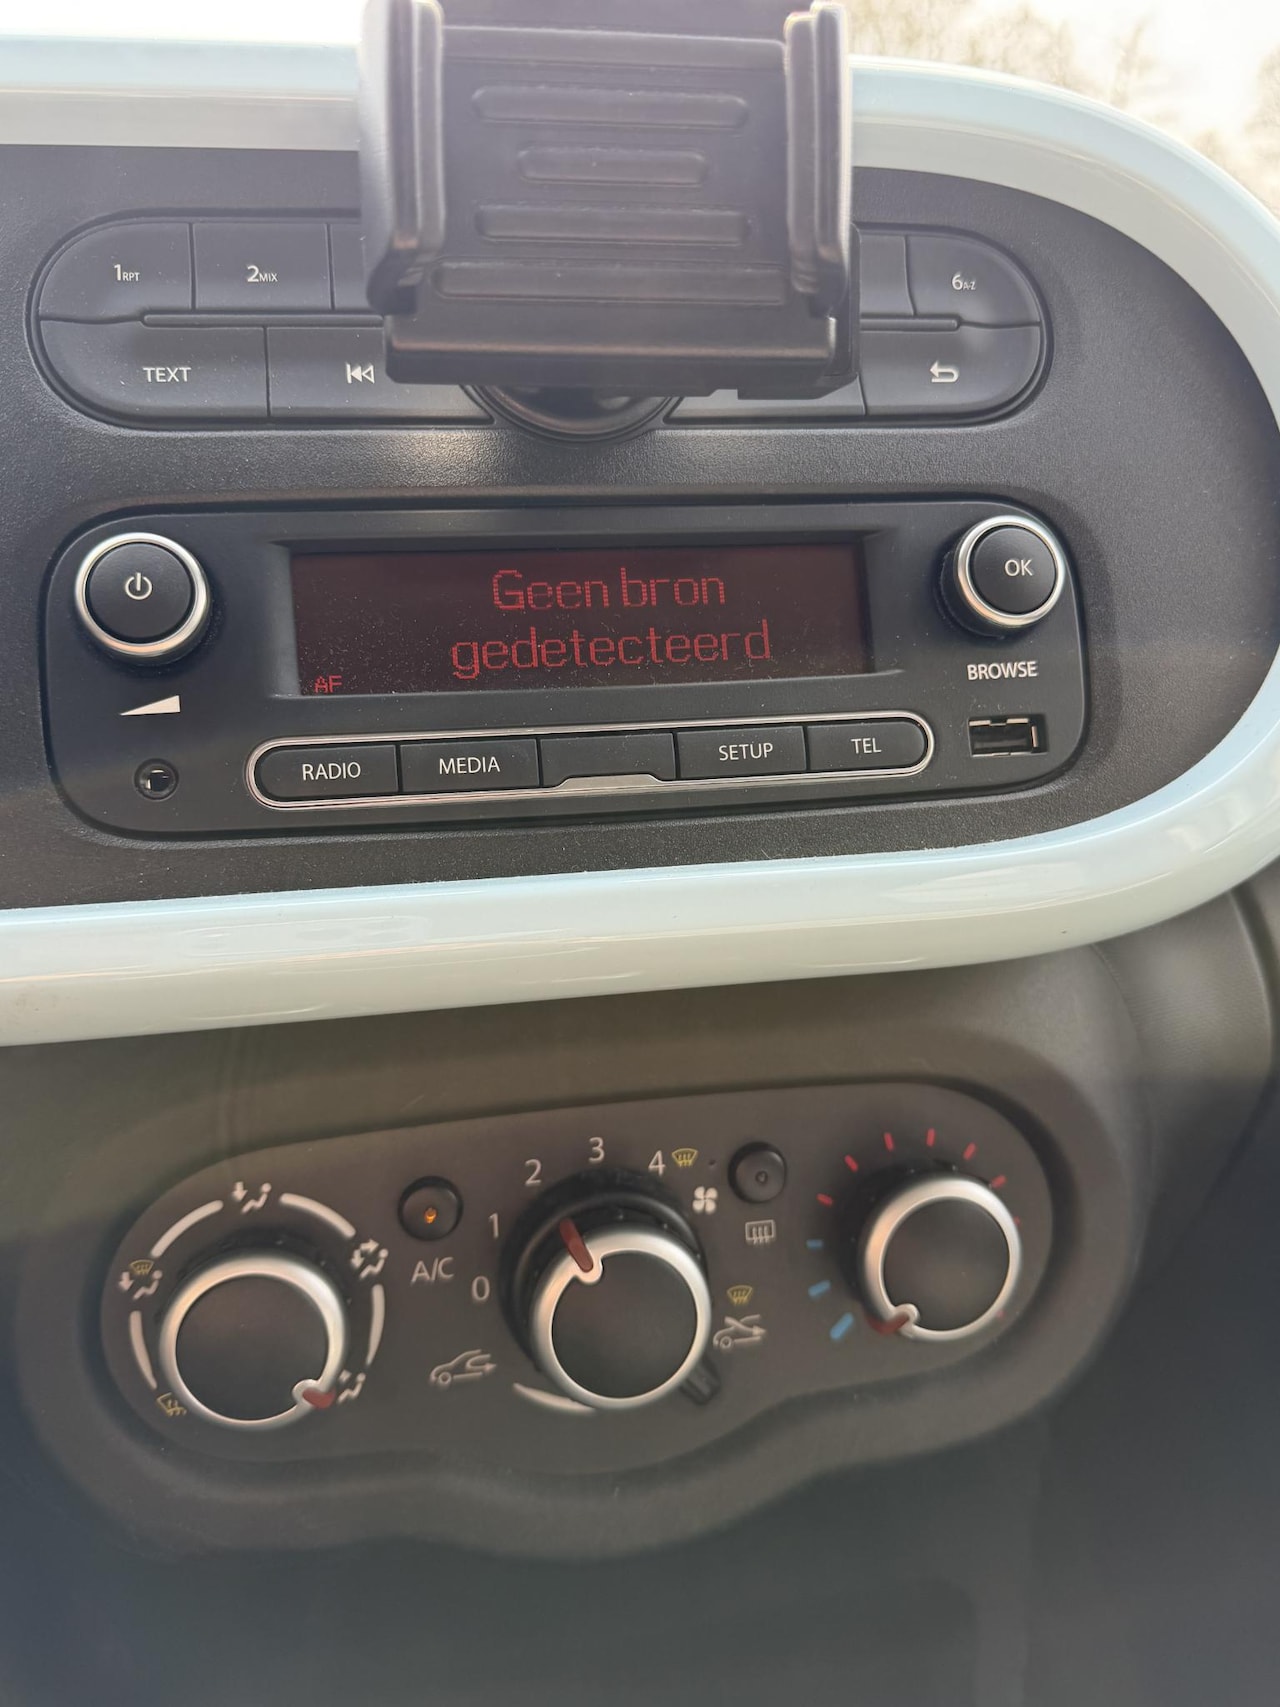 1RPT 2MIX 6A-Z
TEXT
OK
Geen bron
gedetecteerd
AF
BROWSE
RADIO MEDIA SETUP TEL
0 1 2 3 4
A/C